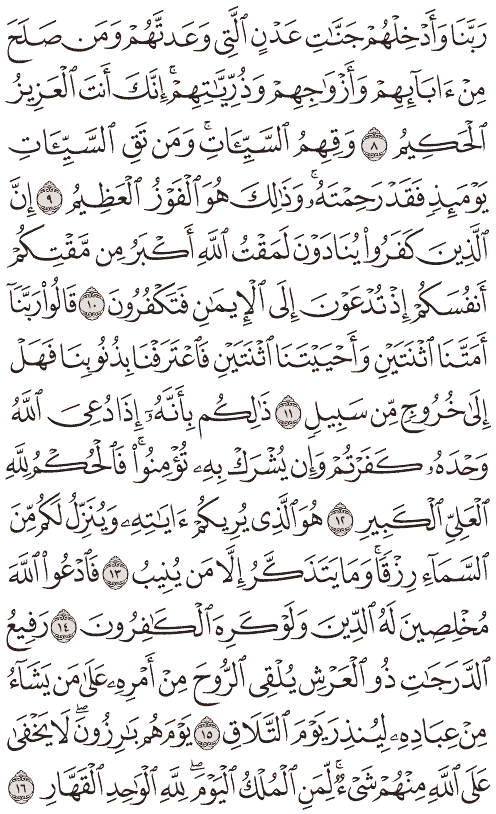 رَبَّنَا وَأَدْخِلْهُمْ جَنَّـٰتِ عَدْنٍ ٱلَّتِى وَعَدتَّهُمْ وَمَن صَلَحَ
مِنْ ءَابَآئِهِمْ وَأَزْوَٰجِهِمْ وَذُرِّيَّـٰتِهِمْ ۚ إِنَّكَ أَنتَ ٱلْعَزِيزُ
ٱلْحَكِيمُ ٨ وَقِهِمُ ٱلسَّيِّـَٔاتِ ۚ وَمَن تَقِ ٱلسَّيِّـَٔاتِ
يَوْمَئِذٍ فَقَدْ رَحِمْتَهُۥ ۚ وَذَٰلِكَ هُوَ ٱلْفَوْزُ ٱلْعَظِيمُ ٩ إِنَّ
ٱلَّذِينَ كَفَرُوا۟ يُنَادَوْنَ لَمَقْتُ ٱللَّهِ أَكْبَرُ مِن مَّقْتِكُمْ
أَنفُسَكُمْ إِذْ تُدْعَوْنَ إِلَى ٱلْإِيمَـٰنِ فَتَكْفُرُونَ ١٠ قَالُوا۟ رَبَّنَآ
أَمَتَّنَا ٱثْنَتَيْنِ وَأَحْيَيْتَنَا ٱثْنَتَيْنِ فَٱعْتَرَفْنَا بِذُنُوبِنَا فَهَلْ
إِلَىٰ خُرُوجٍ مِّن سَبِيلٍ ١١ ذَٰلِكُم بِأَنَّهُۥٓ إِذَا دُعِىَ ٱللَّهُ
وَحْدَهُۥ كَفَرْتُمْ ۖ وَإِن يُشْرَكْ بِهِۦ تُؤْمِنُوا۟ ۚ فَٱلْحُكْمُ لِلَّهِ
ٱلْعَلِىِّ ٱلْكَبِيرِ ١٢ هُوَ ٱلَّذِى يُرِيكُمْ ءَايَـٰتِهِۦ وَيُنَزِّلُ لَكُم مِّنَ
ٱلسَّمَآءِ رِزْقًا ۚ وَمَا يَتَذَكَّرُ إِلَّا مَن يُنِيبُ ١٣ فَٱدْعُوا۟ ٱللَّهَ
مُخْلِصِينَ لَهُ ٱلدِّينَ وَلَوْ كَرِهَ ٱلْكَـٰفِرُونَ ١٤ رَفِيعُ
ٱلدَّرَجَـٰتِ ذُو ٱلْعَرْشِ يُلْقِى ٱلرُّوحَ مِنْ أَمْرِهِۦ عَلَىٰ مَن يَشَآءُ
مِنْ عِبَادِهِۦ لِيُنذِرَ يَوْمَ ٱلتَّلَاقِ ١٥ يَوْمَ هُم بَـٰرِزُونَ ۖ لَا يَخْفَىٰ
عَلَى ٱللَّهِ مِنْهُمْ شَىْءٌ ۚ لِّمَنِ ٱلْمُلْكُ ٱلْيَوْمَ ۖ لِلَّهِ ٱلْوَٰحِدِ ٱلْقَهَّارِ ١٦